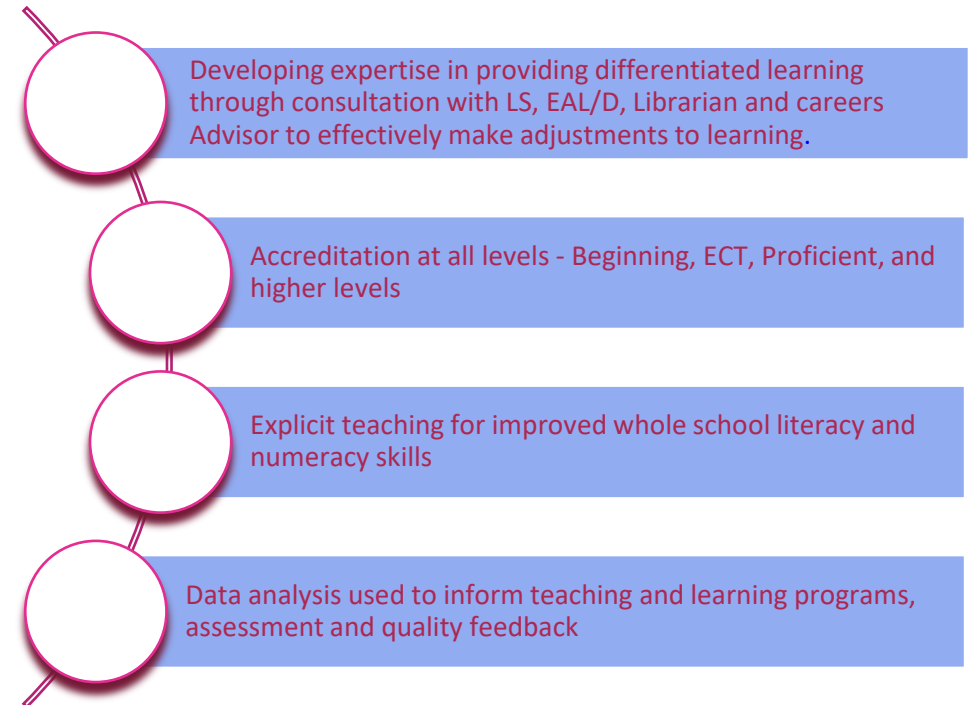 Developing expertise in providing differentiated learning
through consultation with LS, EAL/D, Librarian and careers
Advisor to effectively make adjustments to learning.
Accreditation at all levels - Beginning, ECT, Proficient, and
higher levels
Explicit teaching for improved whole school literacy and
numeracy skills
Data analysis used to inform teaching and learning programs,
assessment and quality feedback